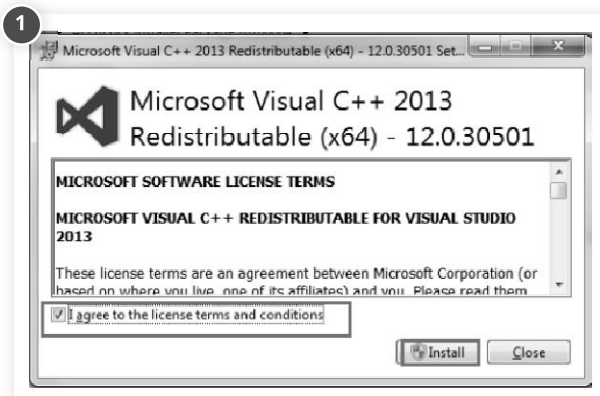 1
Microsoft Visual C++ 2013 Redistributable (x64) - 12.0.30501 Set...
Microsoft Visual C++ 2013
Redistributable (x64) - 12.0.30501
MICROSOFT SOFTWARE LICENSE TERMS
MICROSOFT VISUAL C++ REDISTRIBUTABLE FOR VISUAL STUDIO
2013
These license terms are an agreement between Microsoft Corporation (or
based on where you live, one of its affiliates) and you. Please read them
I agree to the license terms and conditions
Install Close